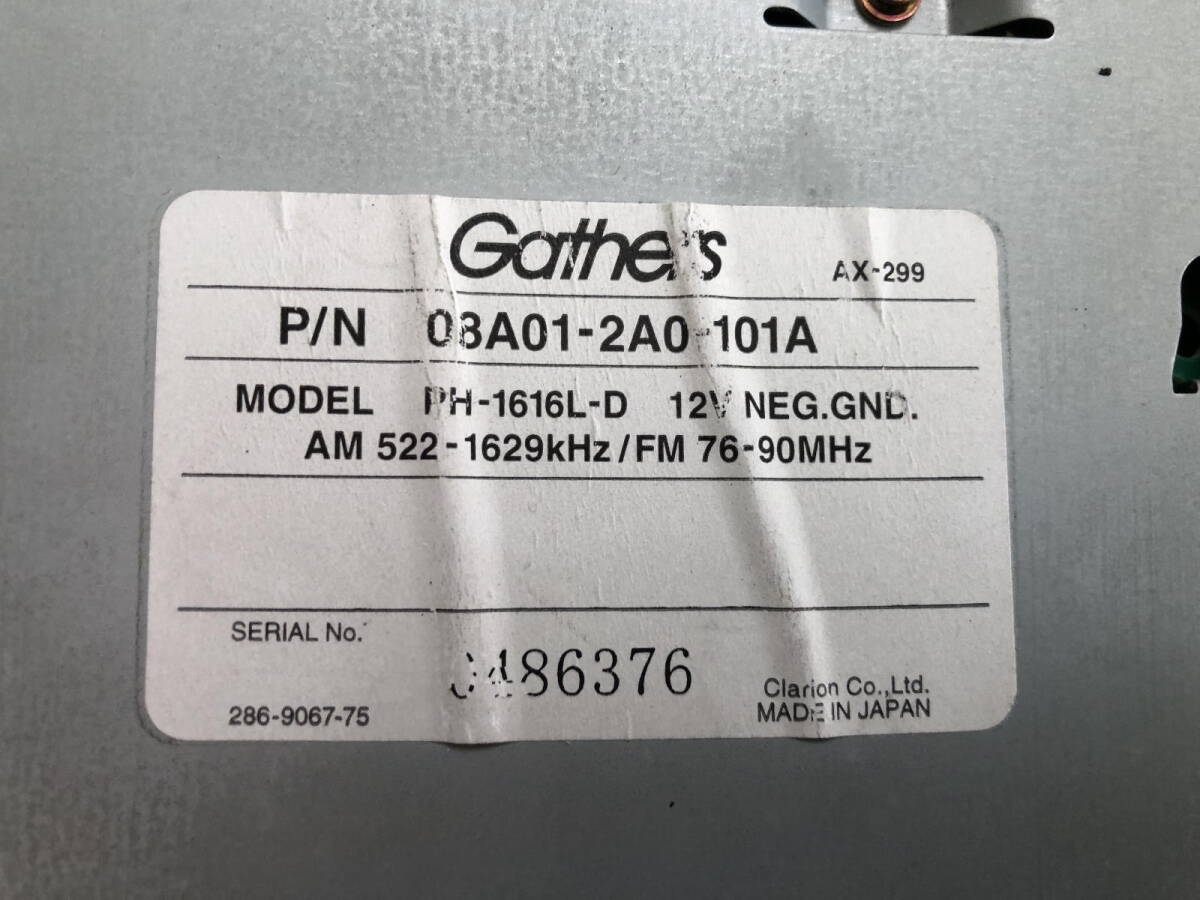 Gathers
AX-299
P/N 08A01-2A0-101A
MODEL PH-1616L-D 12V NEG.GND.
AM 522-1629kHz/FM 76-90MHz
SERIAL No.
286-9067-75
Clarion Co.,Ltd.
MADE IN JAPAN